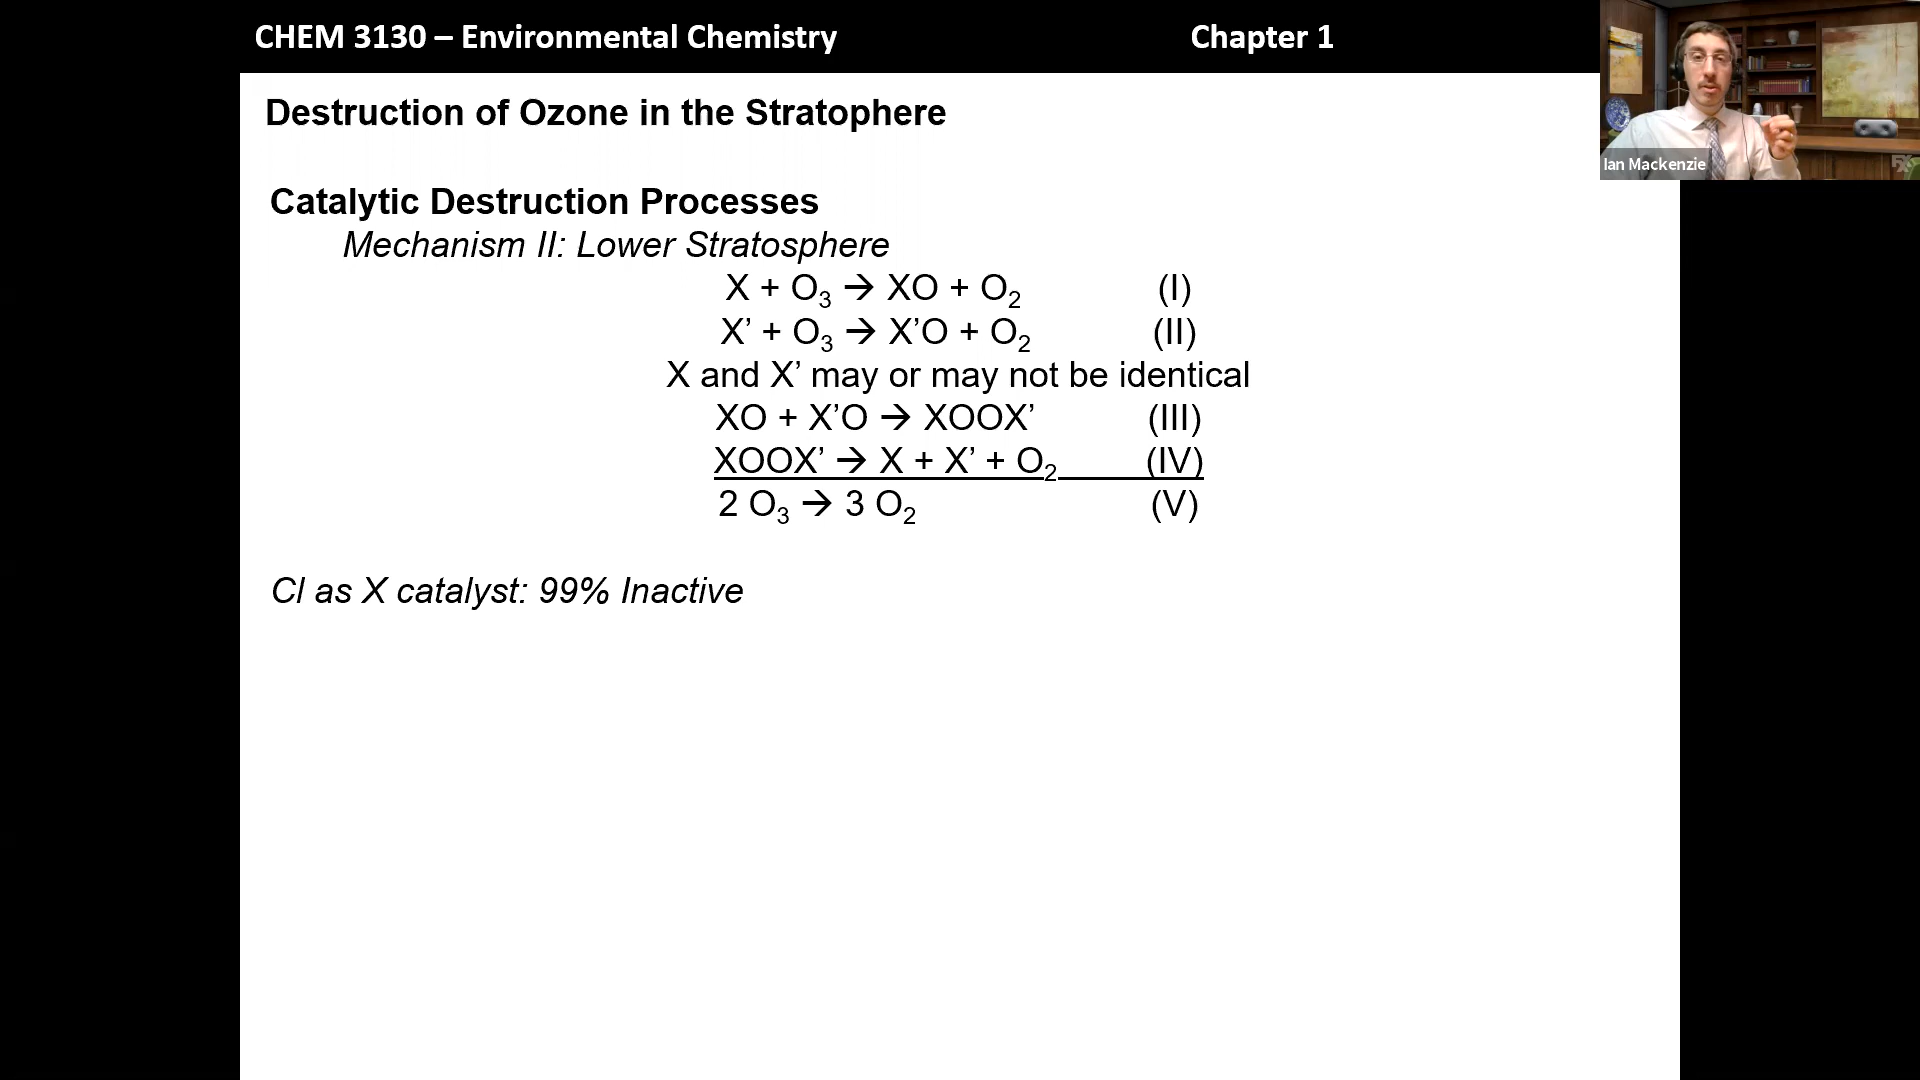 CHEM 3130 – Environmental Chemistry Chapter 1
Ian Mackenzie
Destruction of Ozone in the Stratophere
Catalytic Destruction Processes
Mechanism II: Lower Stratosphere
X + O₃ → XO + O₂ (I)
X’ + O₃ → X’O + O₂ (II)
X and X’ may or may not be identical
XO + X’O → XOOX’ (III)
XOOX’ → X + X’ + O₂ (IV)
2 O₃ → 3 O₂ (V)
Cl as X catalyst: 99% Inactive